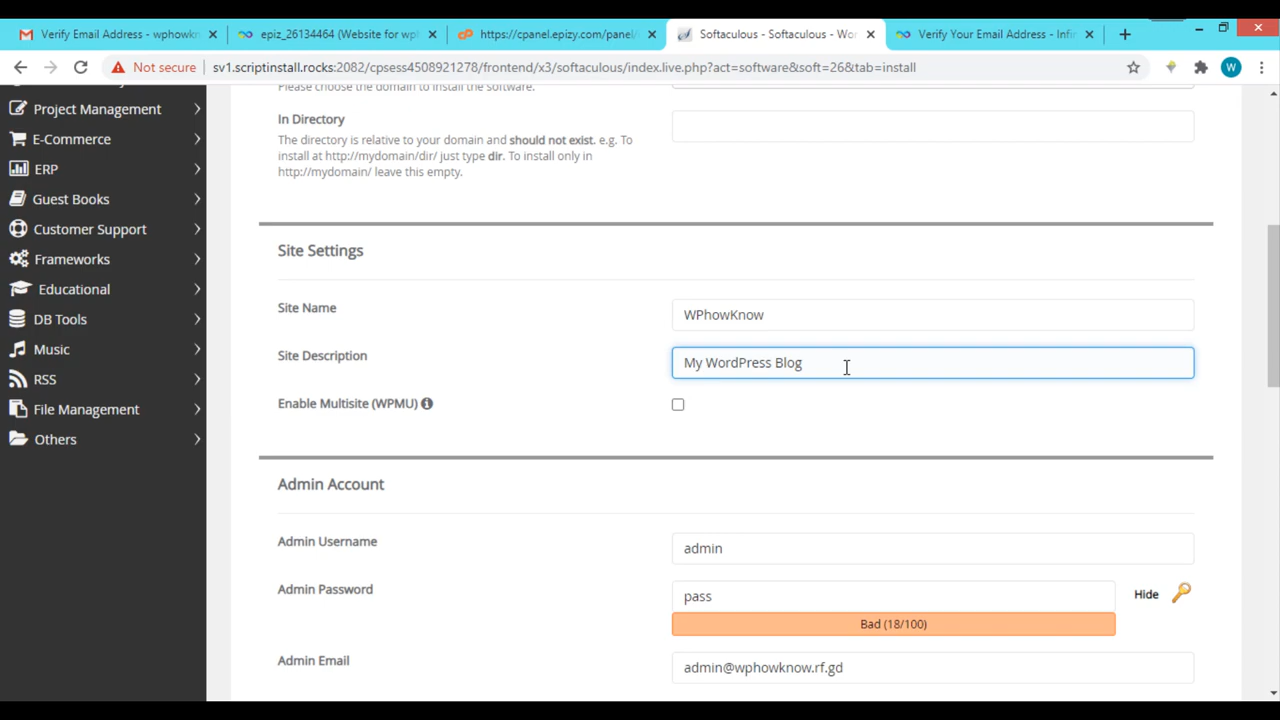 Verify Email Address - wphowkn
epiz_26134464 (Website for wpl
https://cpanel.epizy.com/panel/
Softaculous - Softaculous - Wor
Verify Your Email Address - Infin
Not secure
sv1.scriptinstall.rocks:2082/cpsess4508921278/frontend/x3/softaculous/index.live.php?act=software&soft=26&tab=install
W
Project Management
E-Commerce
ERP
Guest Books
Customer Support
Frameworks
Educational
DB Tools
Music
RSS
File Management
Others
Please choose the domain to install the software.
In Directory
The directory is relative to your domain and should not exist. e.g. To
install at http://mydomain/dir/ just type dir. To install only in
http://mydomain/ leave this empty.
Site Settings
Site Name
WPhowKnow
Site Description
My WordPress Blog
Enable Multisite (WPMU)
Admin Account
Admin Username
admin
Admin Password
pass
Hide
Bad (18/100)
Admin Email
admin@wphowknow.rf.gd